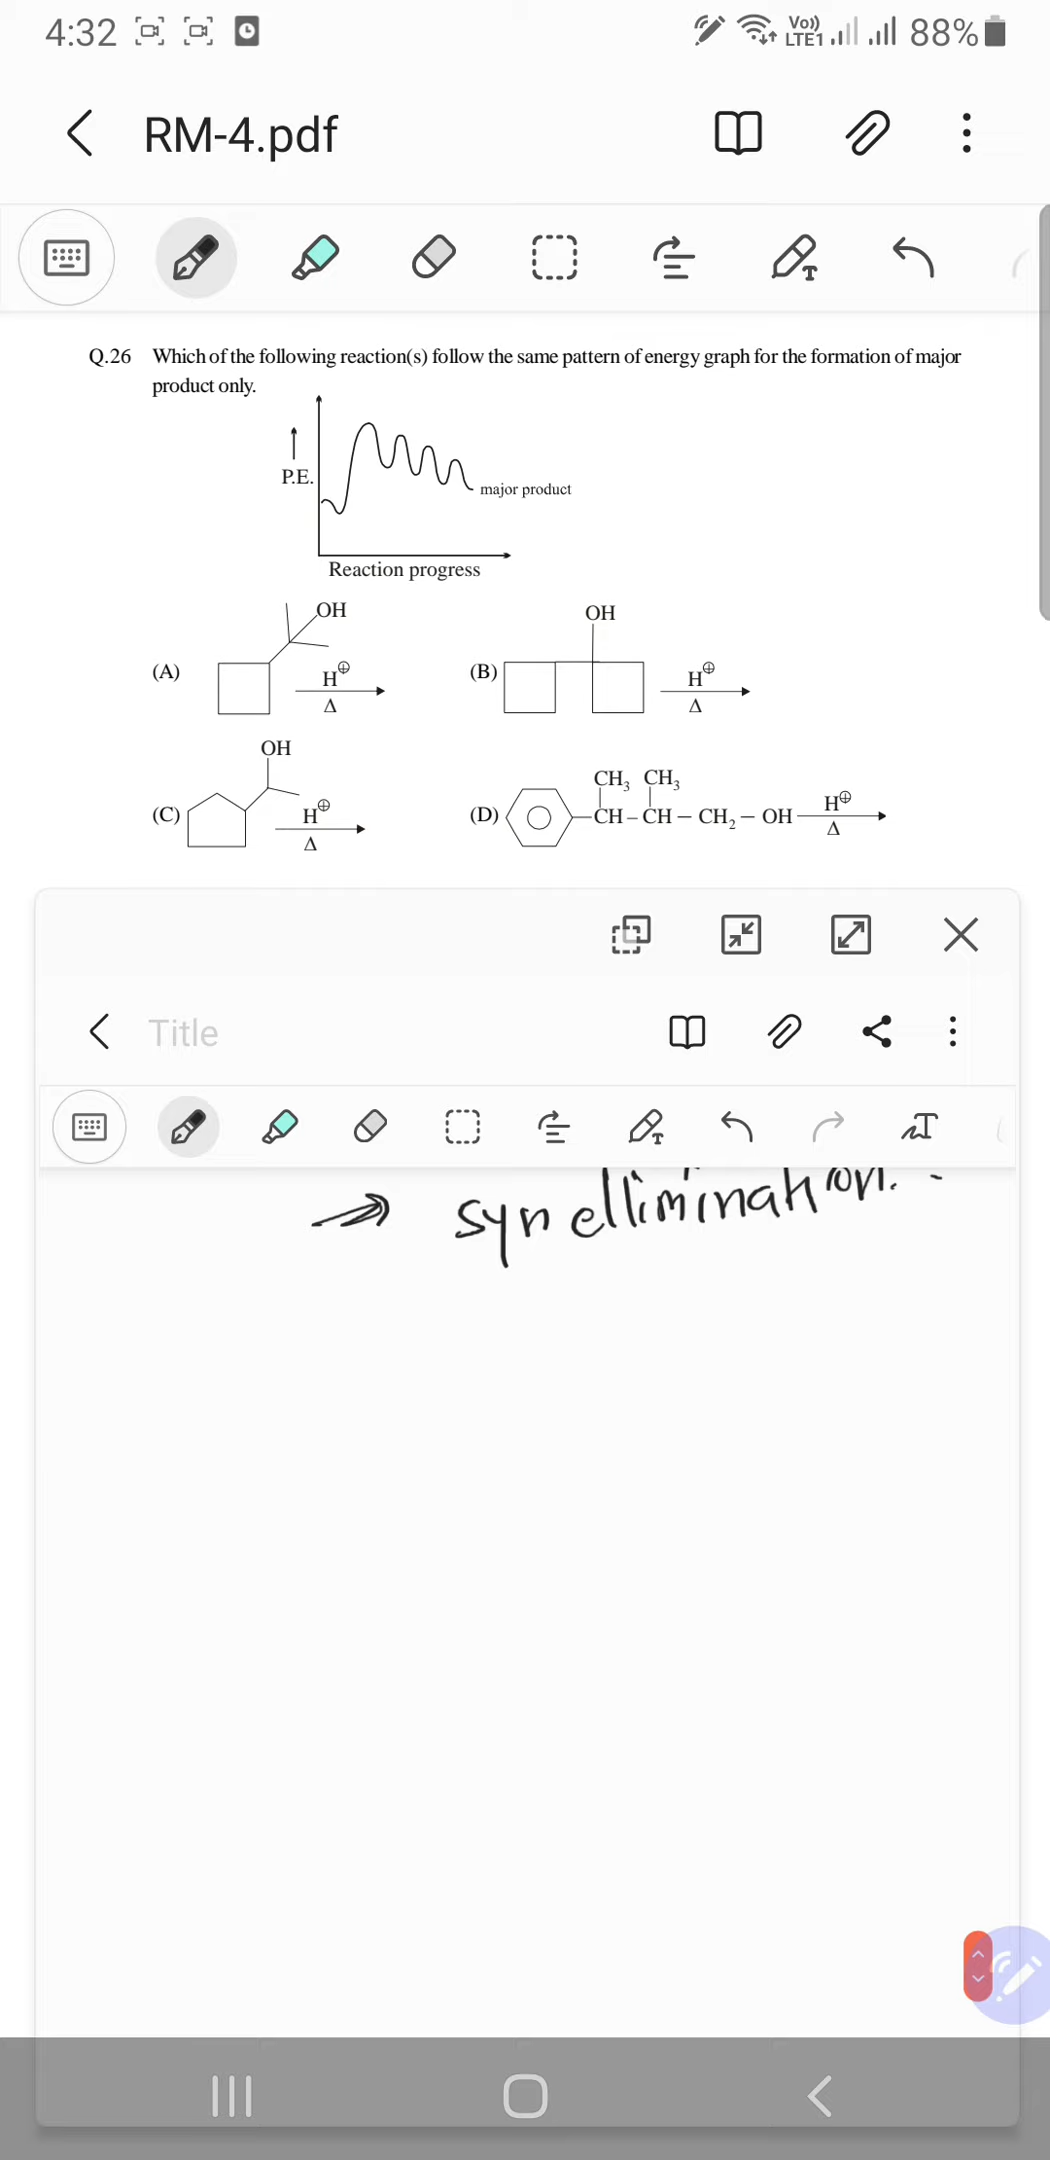 4:32 Vo)) LTE1 88%
RM-4.pdf
Q.26 Which of the following reaction(s) follow the same pattern of energy graph for the formation of major
product only.
P.E.
major product
Reaction progress
(A) OH H⊕ Δ
(B) OH H⊕ Δ
(C) OH H⊕ Δ
(D) CH₃ CH₃
CH – CH – CH₂ – OH H⊕ Δ
Title
syn ellimination.